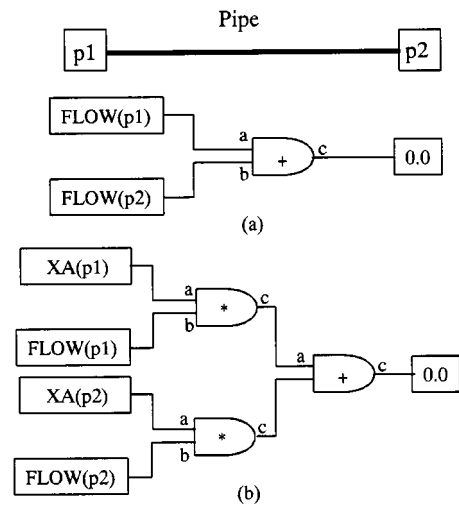 Pipe
p1 p2
FLOW(p1)
a
b
+
c
0.0
FLOW(p2)
(a)
XA(p1)
a
b
*
c
FLOW(p1)
a
+
c
0.0
XA(p2)
a
b
*
c
FLOW(p2)
(b)